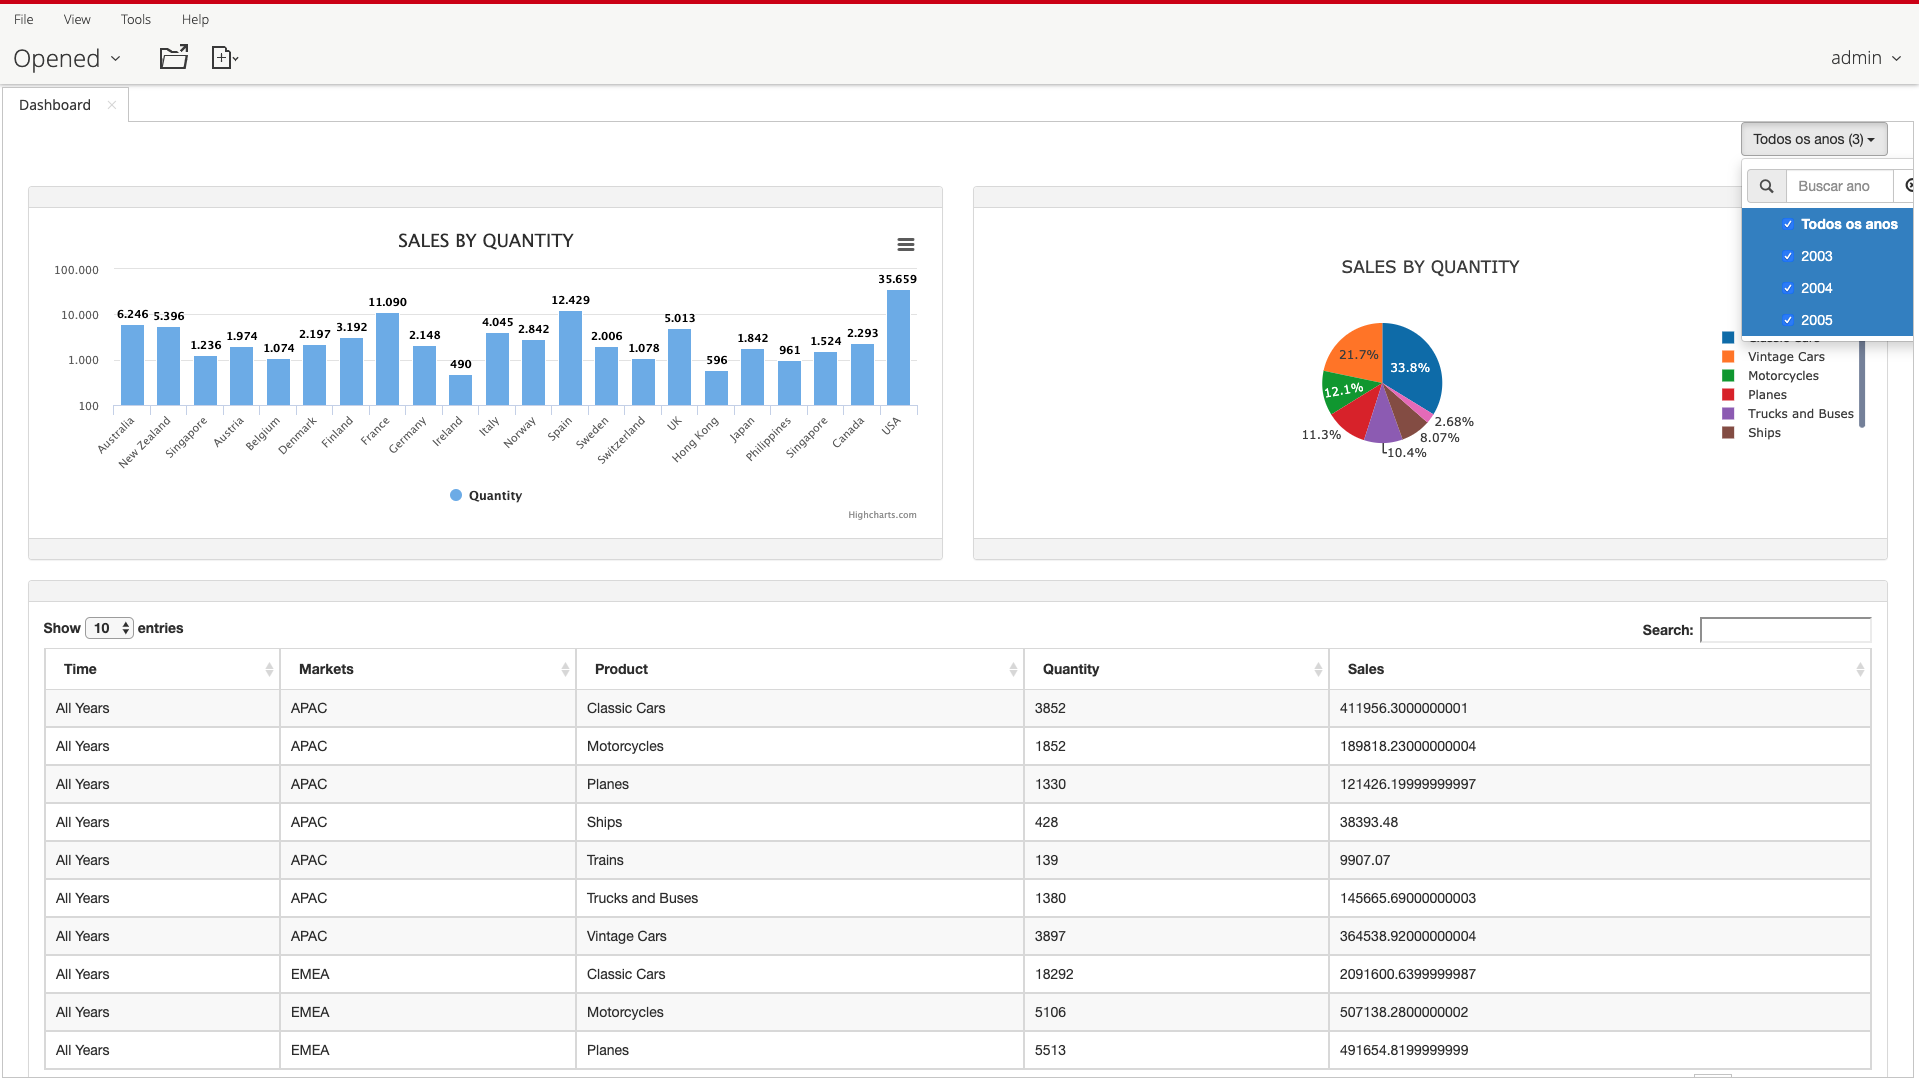 File View Tools Help
Opened
admin
Dashboard ×
Todos os anos (3)
Buscar ano
Todos os anos
2003
2004
2005
SALES BY QUANTITY
100.000
10.000
1.000
100
6.246 5.396 1.236 1.974 1.074 2.197 3.192 11.090 2.148 490 4.045 2.842 12.429 2.006 1.078 5.013 596 1.842 961 1.524 2.293 35.659
Australia New Zealand Singapore Austria Belgium Denmark Finland France Germany Ireland Italy Norway Spain Sweden Switzerland UK Hong Kong Japan Philippines Singapore Canada USA
Quantity
Highcharts.com
SALES BY QUANTITY
21.7%
33.8%
12.1%
2.68%
11.3%
8.07%
10.4%
Vintage Cars
Motorcycles
Planes
Trucks and Buses
Ships
Show 10 entries
Search:
Time Markets Product Quantity Sales
All Years APAC Classic Cars 3852 411956.3000000001
All Years APAC Motorcycles 1852 189818.23000000004
All Years APAC Planes 1330 121426.19999999997
All Years APAC Ships 428 38393.48
All Years APAC Trains 139 9907.07
All Years APAC Trucks and Buses 1380 145665.69000000003
All Years APAC Vintage Cars 3897 364538.92000000004
All Years EMEA Classic Cars 18292 2091600.6399999987
All Years EMEA Motorcycles 5106 507138.2800000002
All Years EMEA Planes 5513 491654.8199999999